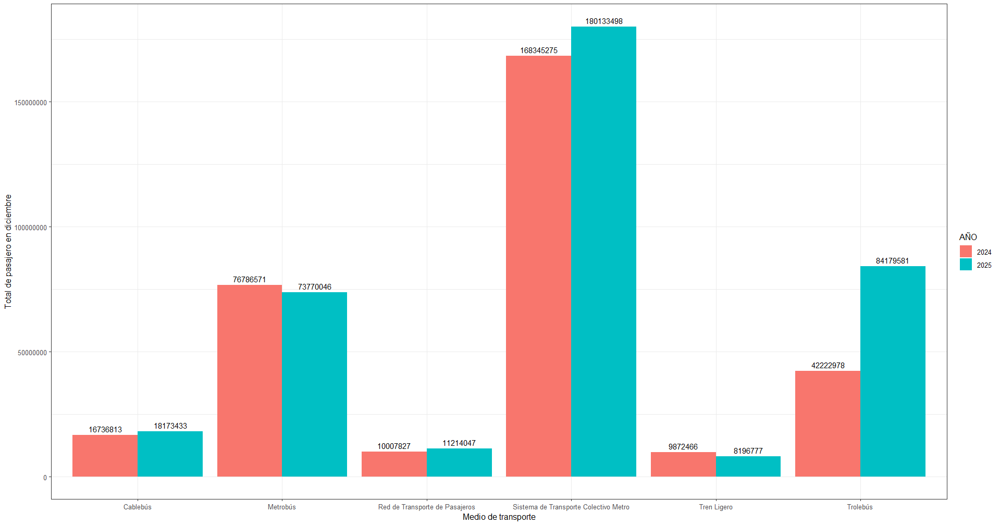 180133498
168345275
150000000
100000000
84179581
76786571
73770046
50000000
42222978
16736813
18173433
10007827
11214047
9872466
8196777
0
Total de pasajero en diciembre
Cablebús
Metrobús
Red de Transporte de Pasajeros
Sistema de Transporte Colectivo Metro
Tren Ligero
Trolebús
Medio de transporte
AÑO
2024
2025